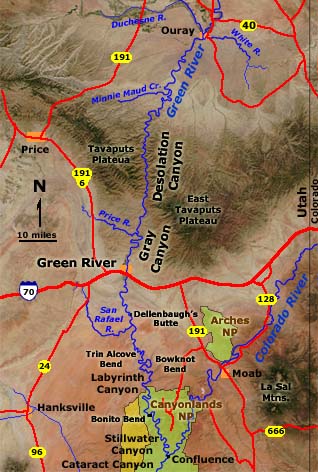 Duchesne R.
Ouray
40
White R.
191
Green River
Minnie Maud Cr.
Price
Tavaputs
Plateua
Desolation
Canyon
N
191
6
East
Tavaputs
Plateau
Utah
Colorado
10 miles
Price R.
Gray
Canyon
Green River
70
San
Rafael
R.
Dellenbaugh's
Butte
128
191
Arches
NP
Colorado River
Trin Alcove
Bend
Bowknot
Bend
24
Labyrinth
Canyon
Moab
La Sal
Mtns.
Hanksville
Canyonlands
NP
Bonito Bend
666
Stillwater
Canyon
96
Confluence
Cataract Canyon